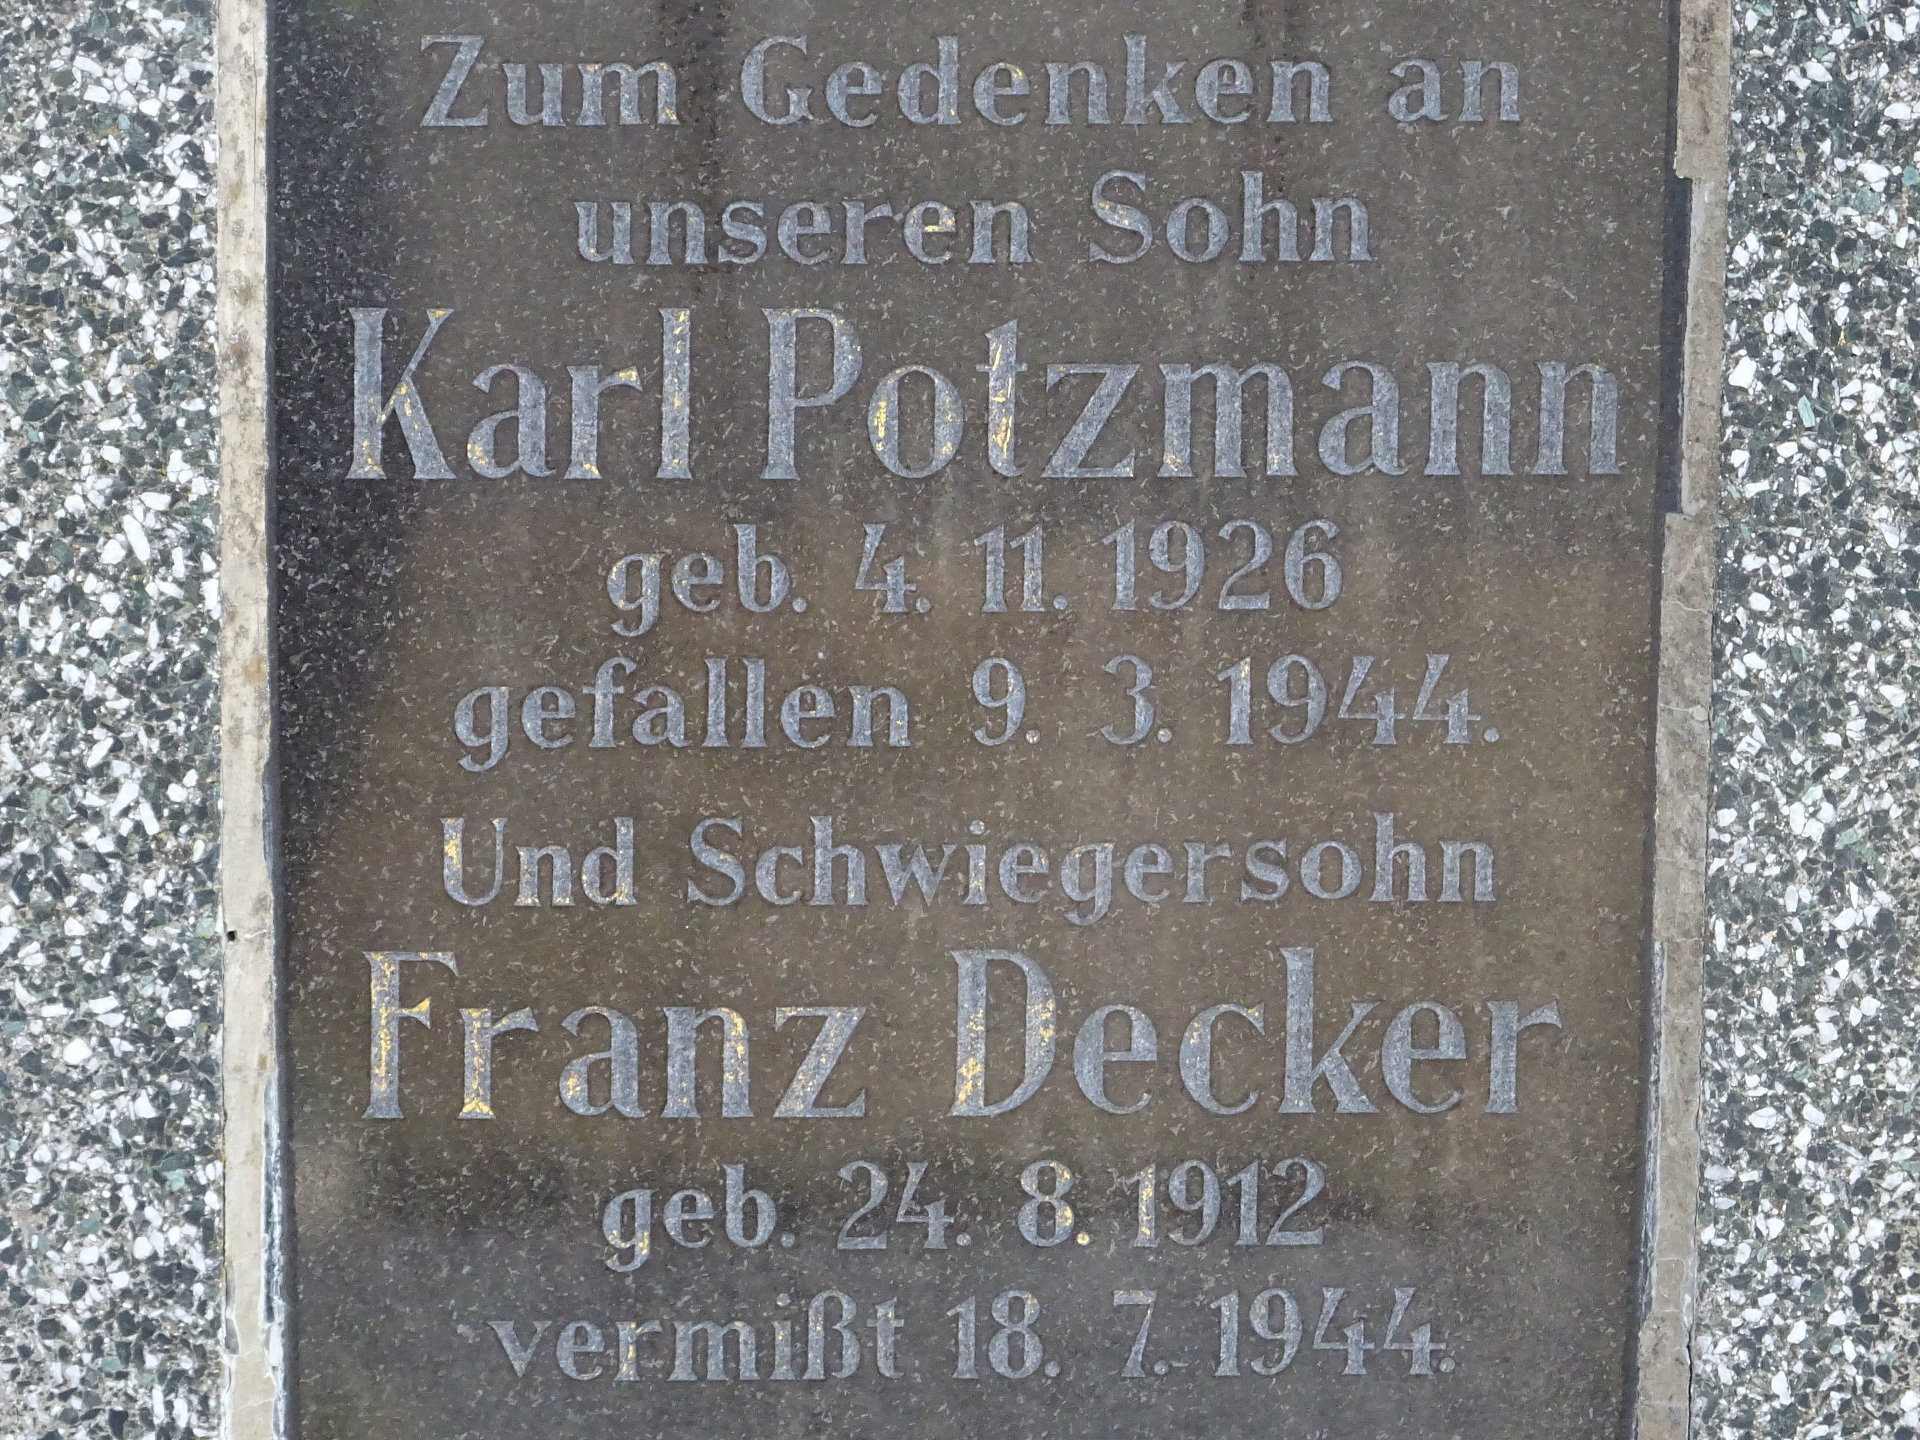 Zum Gedenken an
unseren Sohn
Karl Potzmann
geb. 4. 11. 1926
gefallen 9. 3. 1944.
Und Schwiegersohn
Franz Decker
geb. 24. 8. 1912
vermißt 18. 7. 1944.